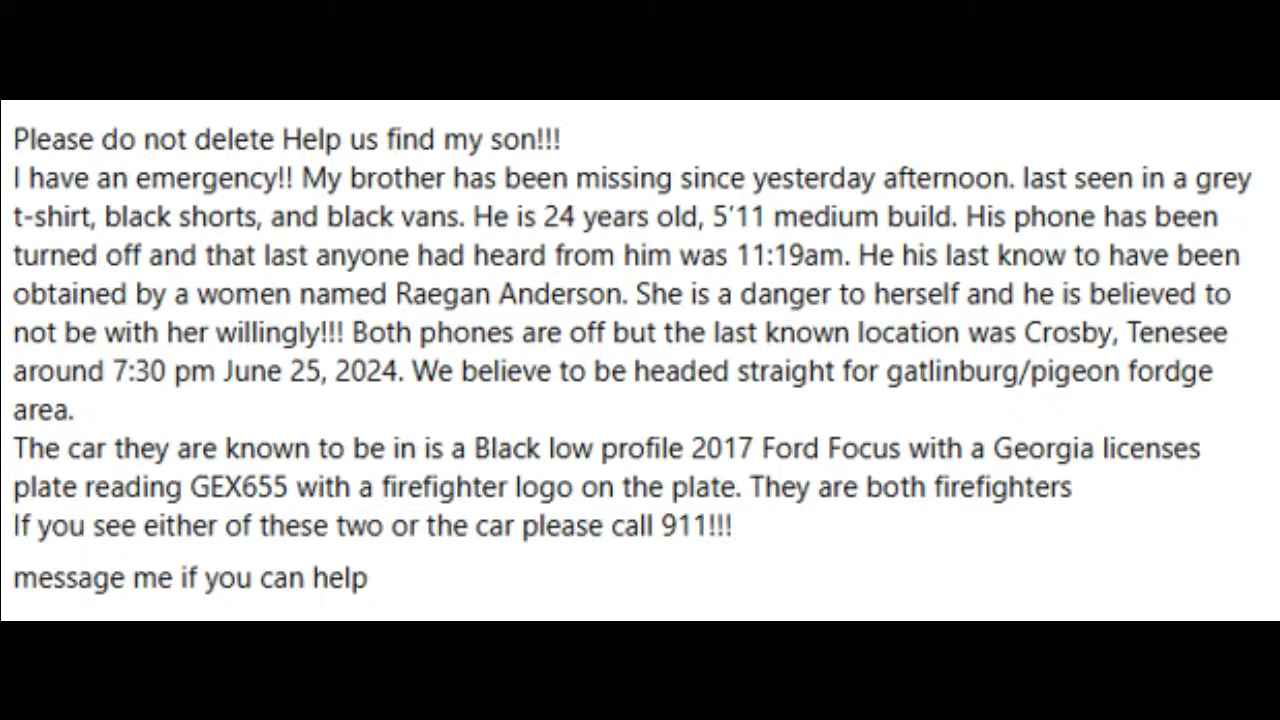 Please do not delete Help us find my son!!!
I have an emergency!! My brother has been missing since yesterday afternoon. last seen in a grey
t-shirt, black shorts, and black vans. He is 24 years old, 5'11 medium build. His phone has been
turned off and that last anyone had heard from him was 11:19am. He his last know to have been
obtained by a women named Raegan Anderson. She is a danger to herself and he is believed to
not be with her willingly!!! Both phones are off but the last known location was Crosby, Tenesee
around 7:30 pm June 25, 2024. We believe to be headed straight for gatlinburg/pigeon fordge
area.
The car they are known to be in is a Black low profile 2017 Ford Focus with a Georgia licenses
plate reading GEX655 with a firefighter logo on the plate. They are both firefighters
If you see either of these two or the car please call 911!!!
message me if you can help